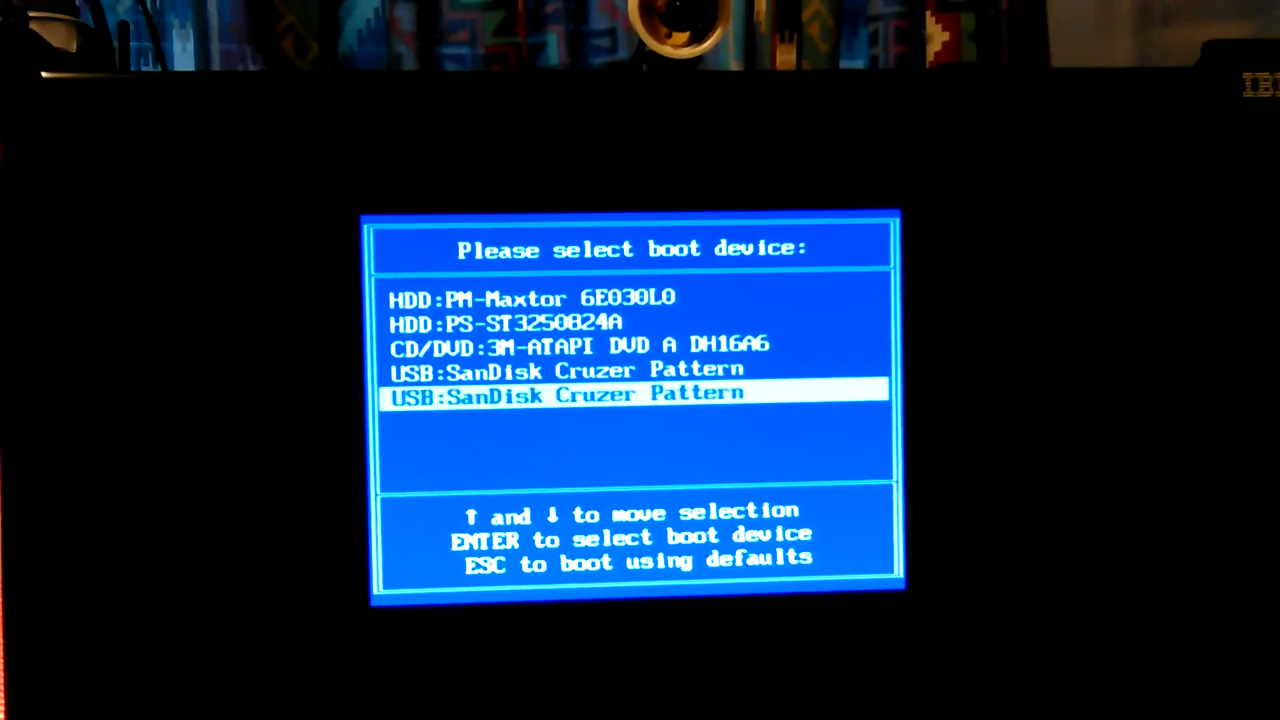 Please select boot device:
HDD:PM-Maxtor 6E030L0
HDD:PS-ST3250824A
CD/DVD:3M-ATAPI DVD A DH16A6
USB:SanDisk Cruzer Pattern
USB:SanDisk Cruzer Pattern
↑ and ↓ to move selection
ENTER to select boot device
ESC to boot using defaults